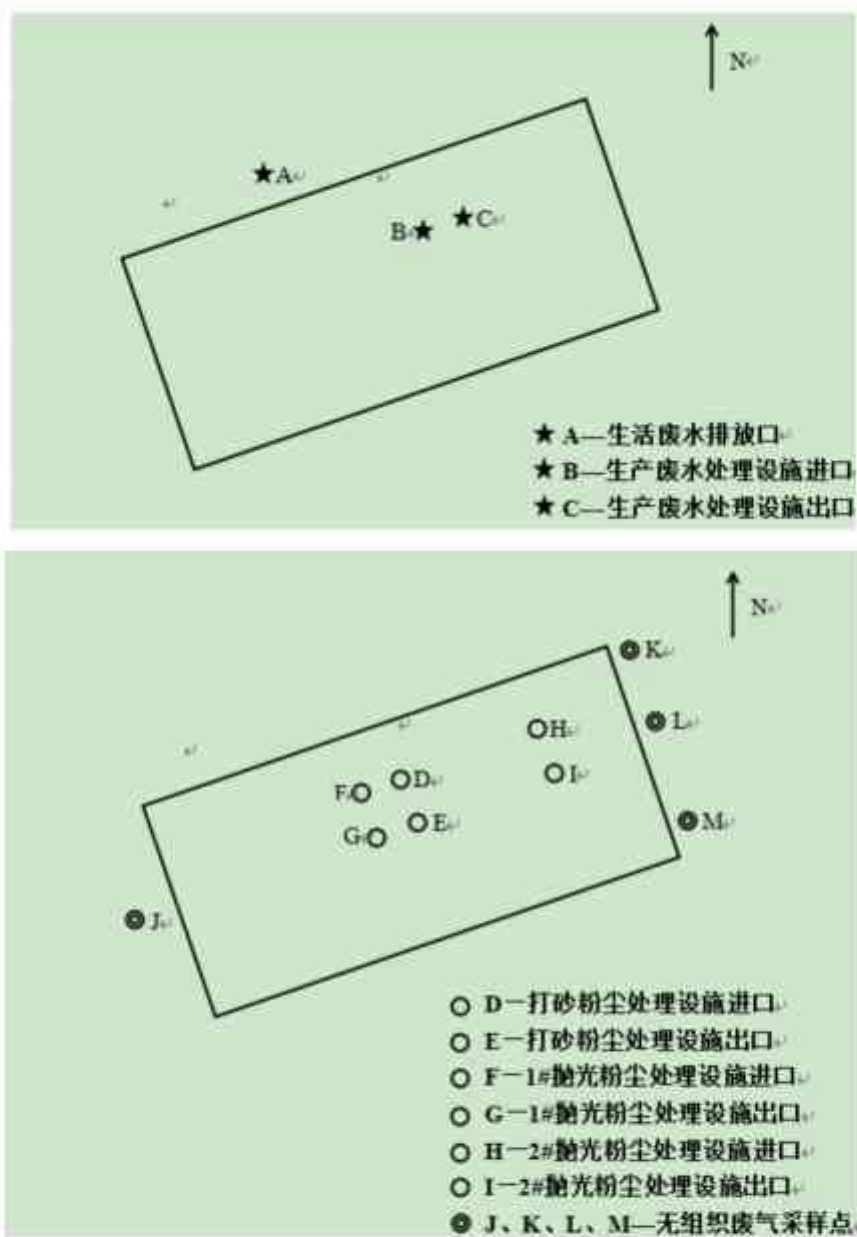 N
A
B
C
A—生活废水排放口
B—生产废水处理设施进口
C—生产废水处理设施出口
N
K
L
H
D
I
F
E
M
G
J
D—打砂粉尘处理设施进口
E—打砂粉尘处理设施出口
F—1#抛光粉尘处理设施进口
G—1#抛光粉尘处理设施出口
H—2#抛光粉尘处理设施进口
I—2#抛光粉尘处理设施出口
J、K、L、M—无组织废气采样点